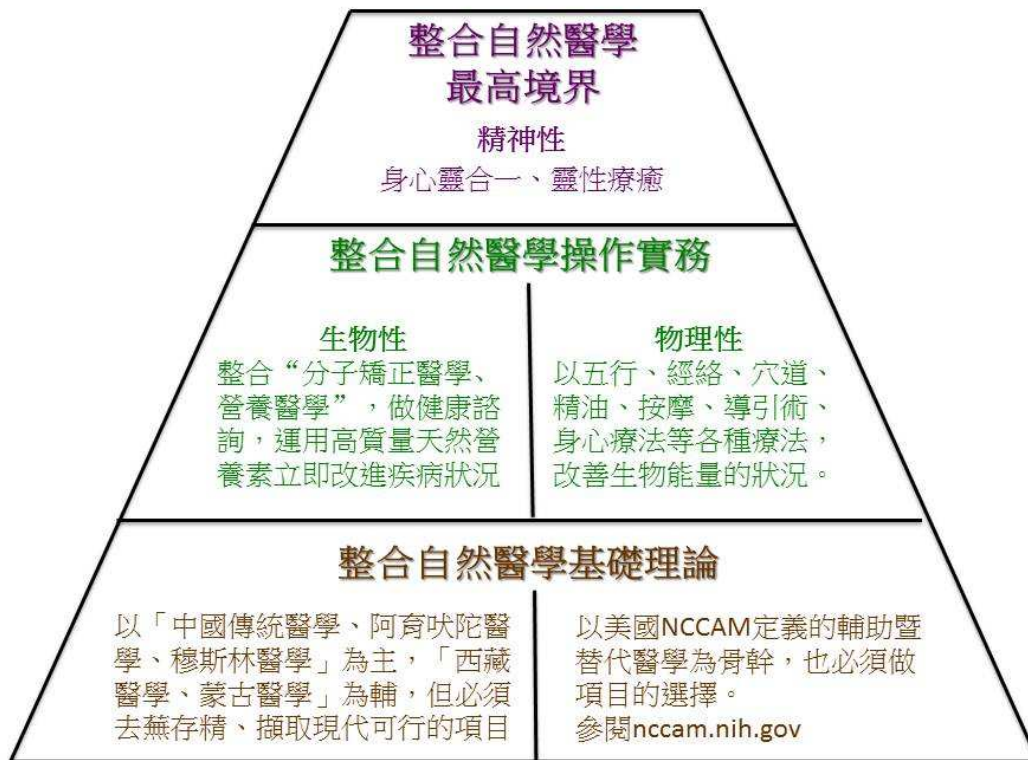 整合自然醫學
最高境界
精神性
身心靈合一、靈性療癒
整合自然醫學操作實務
生物性
整合“分子矯正醫學、
營養醫學”，做健康諮
詢，運用高質量天然營
養素立即改進疾病狀況
物理性
以五行、經絡、穴道、
精油、按摩、導引術、
身心療法等各種療法，
改善生物能量的狀況。
整合自然醫學基礎理論
以「中國傳統醫學、阿育吠陀醫
學、穆斯林醫學」為主，「西藏
醫學、蒙古醫學」為輔，但必須
去蕪存精、擷取現代可行的項目
以美國NCCAM定義的輔助暨
替代醫學為骨幹，也必須做
項目的選擇。
參閱nccam.nih.gov